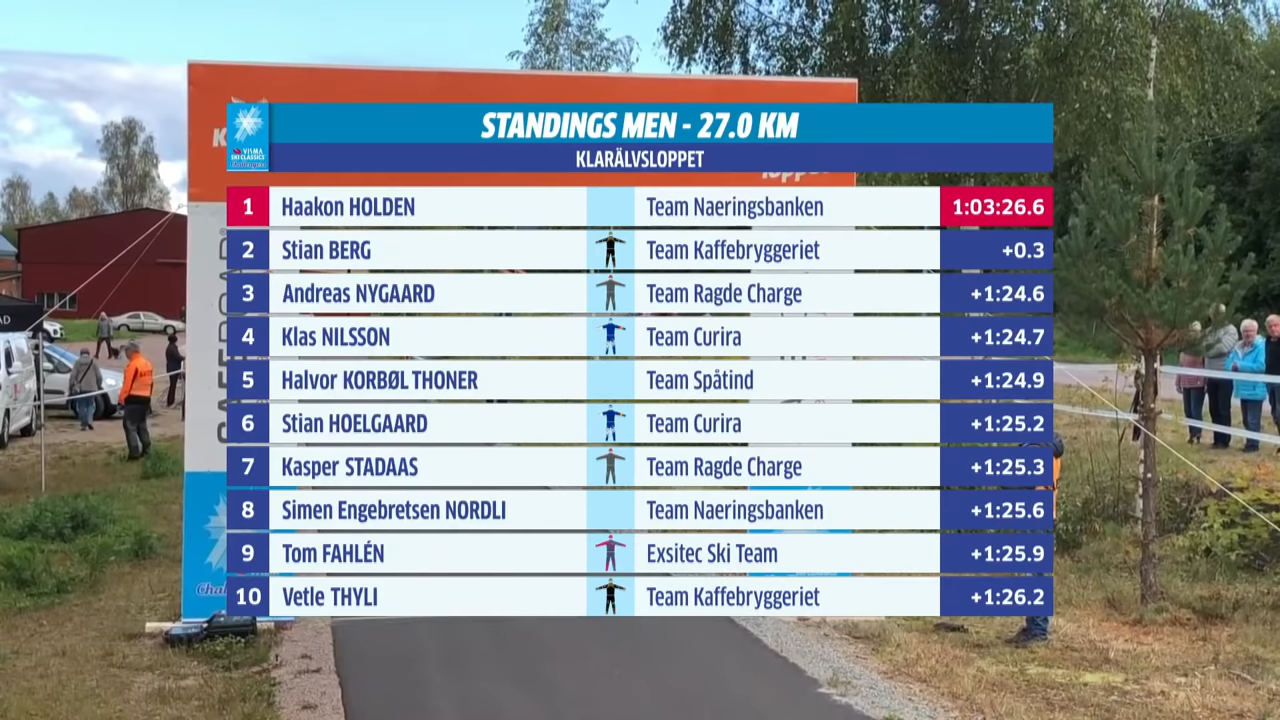 STANDINGS MEN - 27.0 KM
KLARÄLVSLOPPET
VISMA
SKI CLASSICS
Challengers
1 Haakon HOLDEN Team Naeringsbanken 1:03:26.6
2 Stian BERG Team Kaffebryggeriet +0.3
3 Andreas NYGAARD Team Ragde Charge +1:24.6
4 Klas NILSSON Team Curira +1:24.7
5 Halvor KORBØL THONER Team Spåtind +1:24.9
6 Stian HOELGAARD Team Curira +1:25.2
7 Kasper STADAAS Team Ragde Charge +1:25.3
8 Simen Engebretsen NORDLI Team Naeringsbanken +1:25.6
9 Tom FAHLÉN Exsitec Ski Team +1:25.9
10 Vetle THYLI Team Kaffebryggeriet +1:26.2